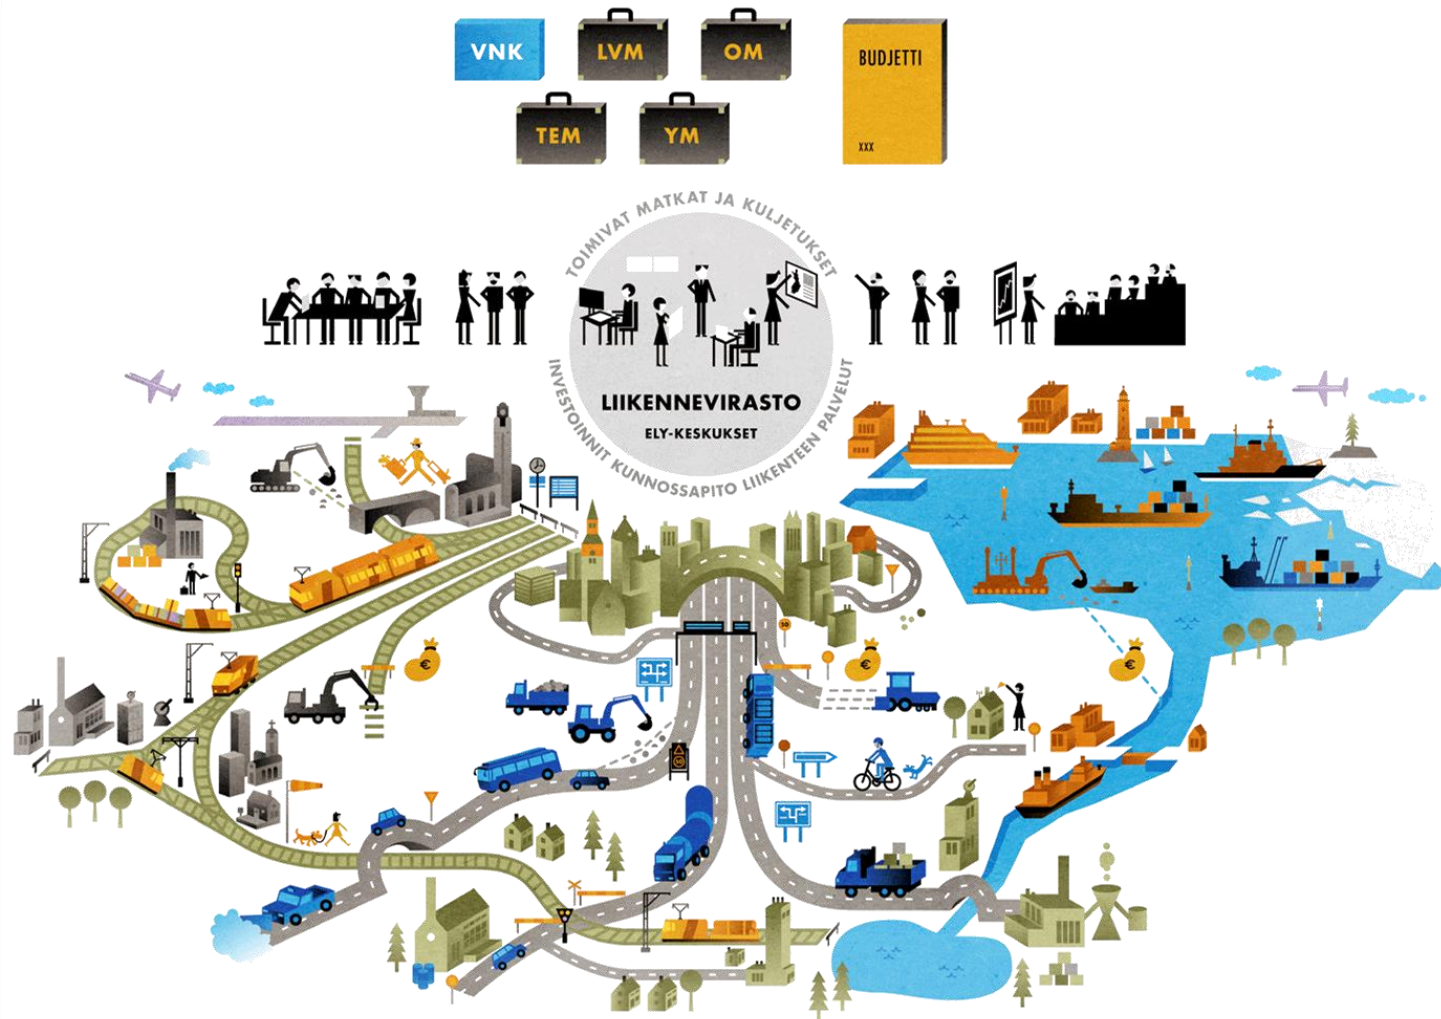 VNK
LVM
OM
BUDJETTI
TEM
YM
XXX
TOIMIVAT MATKAT JA KULJETUKSET
LIIKENNEVIRASTO
ELY-KESKUKSET
INVESTOINNIT KUNNOSSAPITO LIIKENTEEN PALVELUT
€
€
€